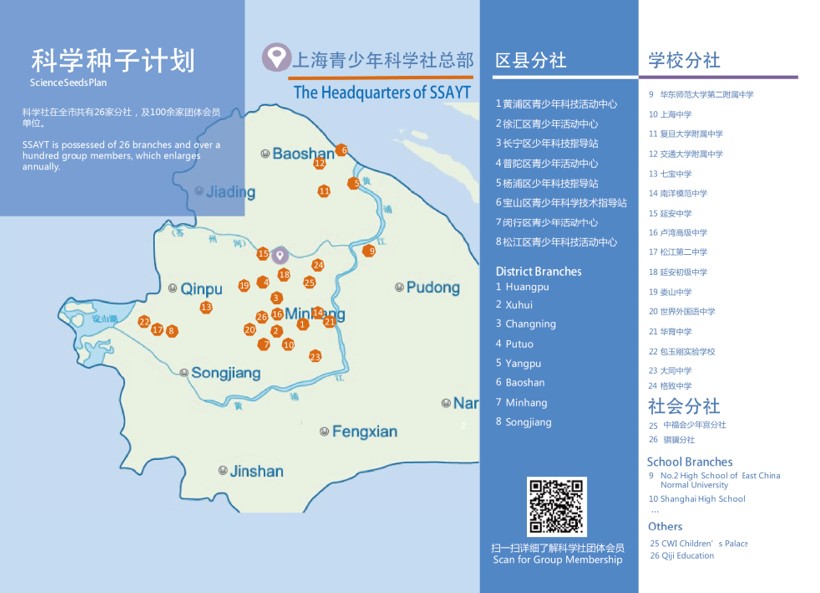 科学种子计划
ScienceSeedsPlan
科学社在全市共有26家分社，及100余家团体会员
单位。
SSAYT is possessed of 26 branches and over a
hundred group members, which enlarges
annually.
上海青少年科学社总部
The Headquarters of SSAYT
Baoshan
6
12
5
黄
Jiading
11
浦
(苏 州 河)
江
15
9
24
18
19
4
25
Qinpu
Pudong
3
13
淀山湖
22
26
16
Minhang
14
17
8
20
2
1
21
7
10
23
Songjiang
江
浦
黄
Nar
Fengxian
Jinshan
区县分社
1 黄浦区青少年科技活动中心
2 徐汇区青少年活动中心
3 长宁区少年科技指导站
4 普陀区青少年活动中心
5 杨浦区少年科技指导站
6 宝山区青少年科学技术指导站
7 闵行区青少年活动中心
8 松江区青少年科技活动中心
District Branches
1 Huangpu
2 Xuhui
3 Changning
4 Putuo
5 Yangpu
6 Baoshan
7 Minhang
8 Songjiang
扫一扫详细了解科学社团体会员
Scan for Group Membership
学校分社
9 华东师范大学第二附属中学
10 上海中学
11 复旦大学附属中学
12 交通大学附属中学
13 七宝中学
14 南洋模范中学
15 延安中学
16 卢湾高级中学
17 松江第二中学
18 延安初级中学
19 娄山中学
20 世界外国语中学
21 华育中学
22 包玉刚实验学校
23 大同中学
24 格致中学
社会分社
25 中福会少年宫分社
26 骐骥分社
School Branches
9 No.2 High School of East China
Normal University
10 Shanghai High School
...
Others
25 CWI Children's Palace
26 Qiji Education